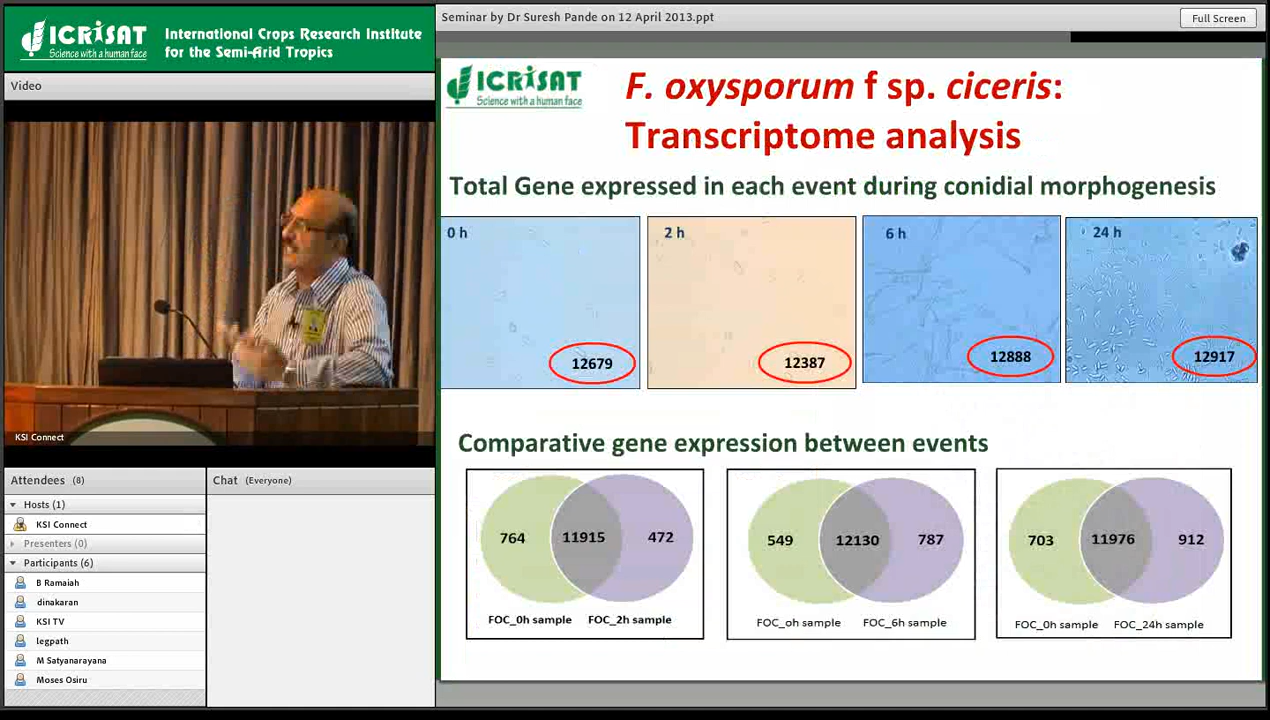 ICRISAT
Science with a human face
International Crops Research Institute
for the Semi-Arid Tropics
Video
KSI Connect
Attendees (8)
Hosts (1)
KSI Connect
Presenters (0)
Participants (6)
B Ramaiah
dinakaran
KSI TV
legpath
M Satyanarayana
Moses Osiru
Chat (Everyone)
Seminar by Dr Suresh Pande on 12 April 2013.ppt
Full Screen
ICRISAT
Science with a human face
F. oxysporum f sp. ciceris:
Transcriptome analysis
Total Gene expressed in each event during conidial morphogenesis
0 h
12679
2 h
12387
6 h
12888
24 h
12917
Comparative gene expression between events
764 11915 472
FOC_0h sample FOC_2h sample
549 12130 787
FOC_oh sample FOC_6h sample
703 11976 912
FOC_0h sample FOC_24h sample